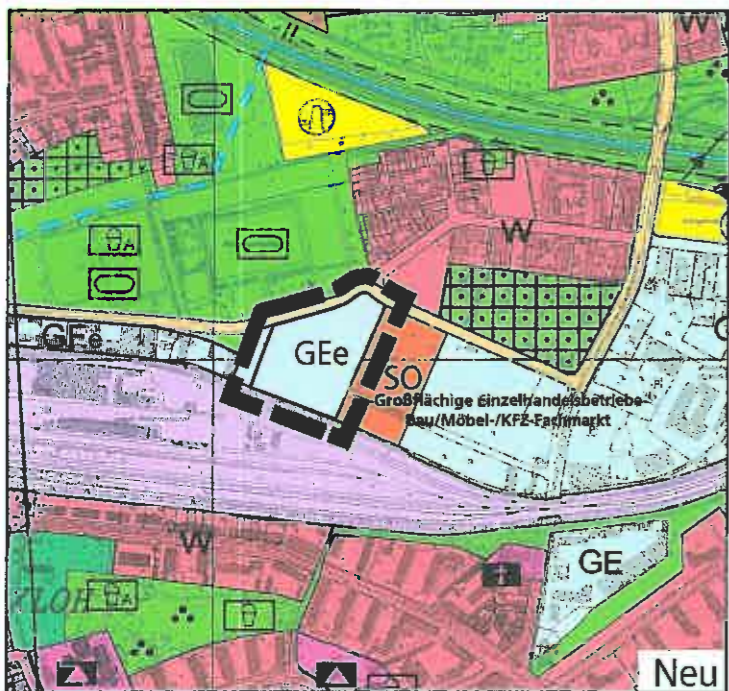 W
W
GEe
GEe
SO
Großflächige Einzelhandelsbetriebe
Bau/Möbel-/KFZ-Fachmarkt
W
GE
Neu